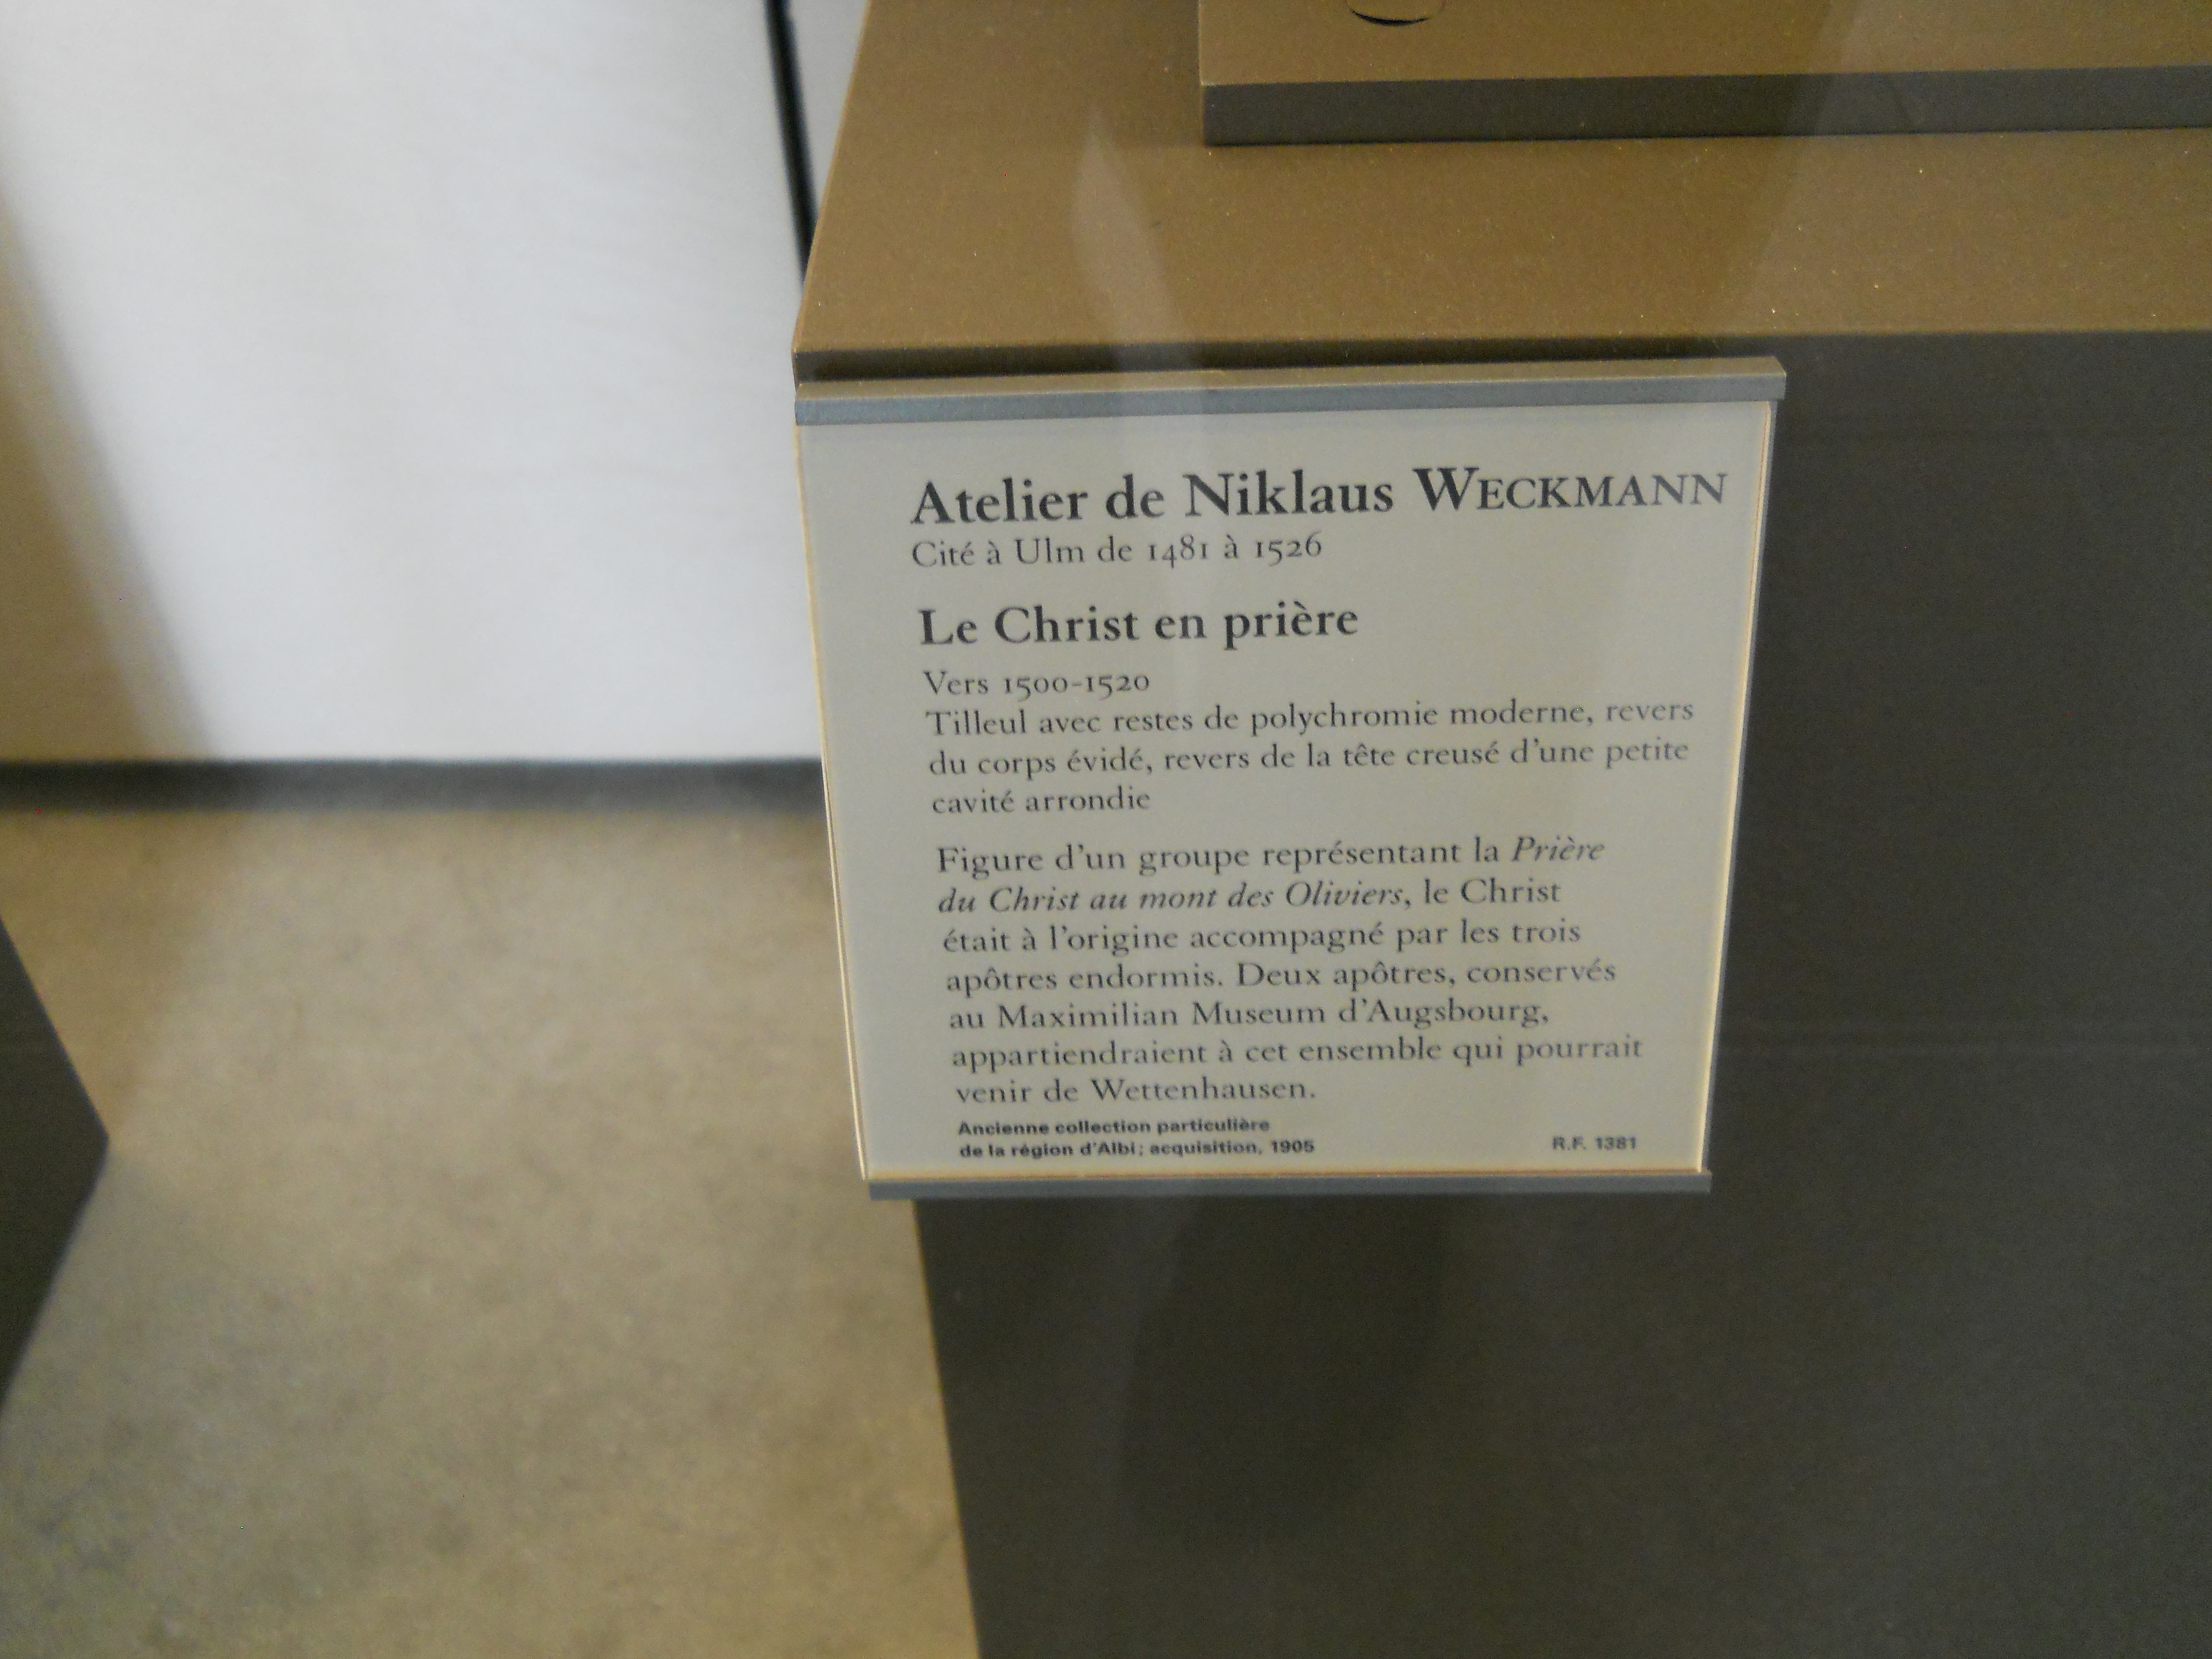 Atelier de Niklaus WECKMANN
Cité à Ulm de 1481 à 1526
Le Christ en prière
Vers 1500-1520
Tilleul avec restes de polychromie moderne, revers
du corps évidé, revers de la tête creusé d'une petite
cavité arrondie
Figure d'un groupe représentant la Prière
du Christ au mont des Oliviers, le Christ
était à l'origine accompagné par les trois
apôtres endormis. Deux apôtres, conservés
au Maximilian Museum d'Augsbourg,
appartiendraient à cet ensemble qui pourrait
venir de Wettenhausen.
Ancienne collection particulière
de la région d'Albi; acquisition, 1905
R.F. 1381